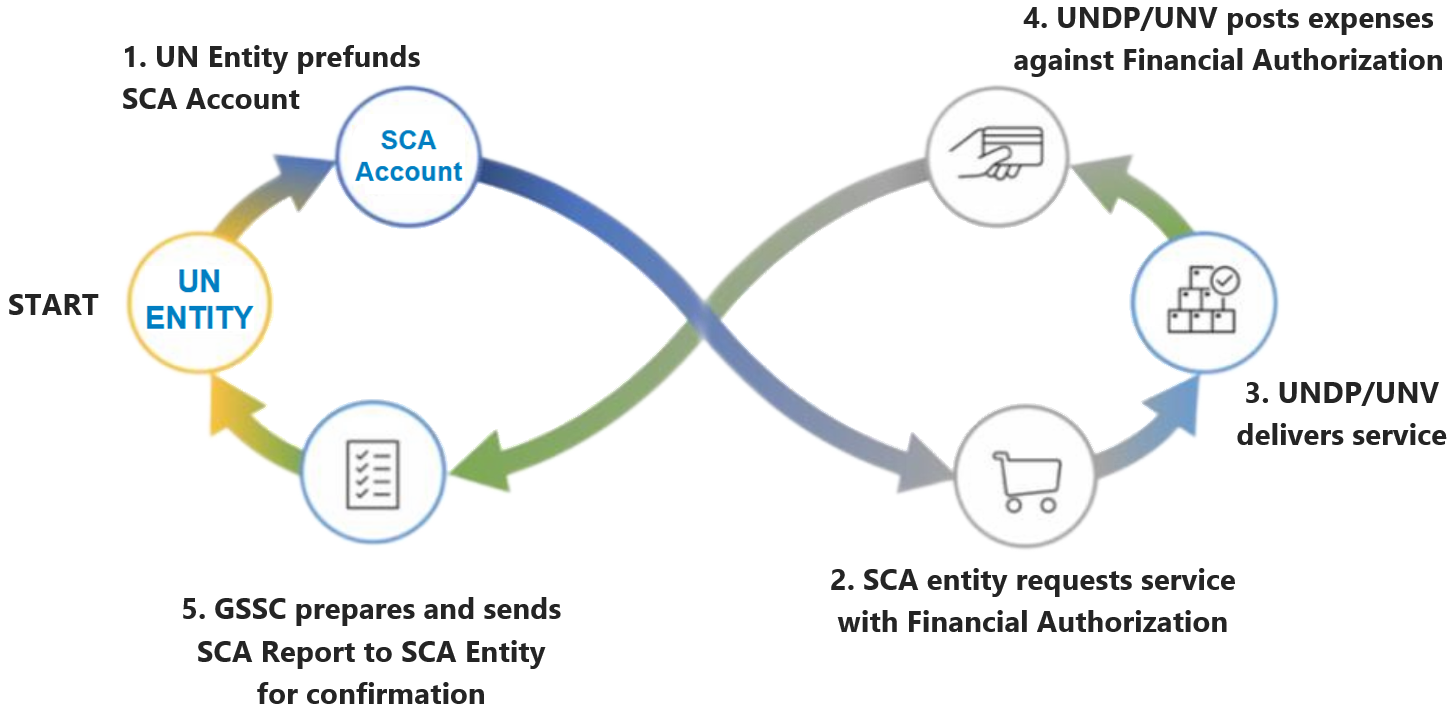 1. UN Entity prefunds
SCA Account
SCA
Account
START
UN
ENTITY
4. UNDP/UNV posts expenses
against Financial Authorization
3. UNDP/UNV
delivers service
2. SCA entity requests service
with Financial Authorization
5. GSSC prepares and sends
SCA Report to SCA Entity
for confirmation